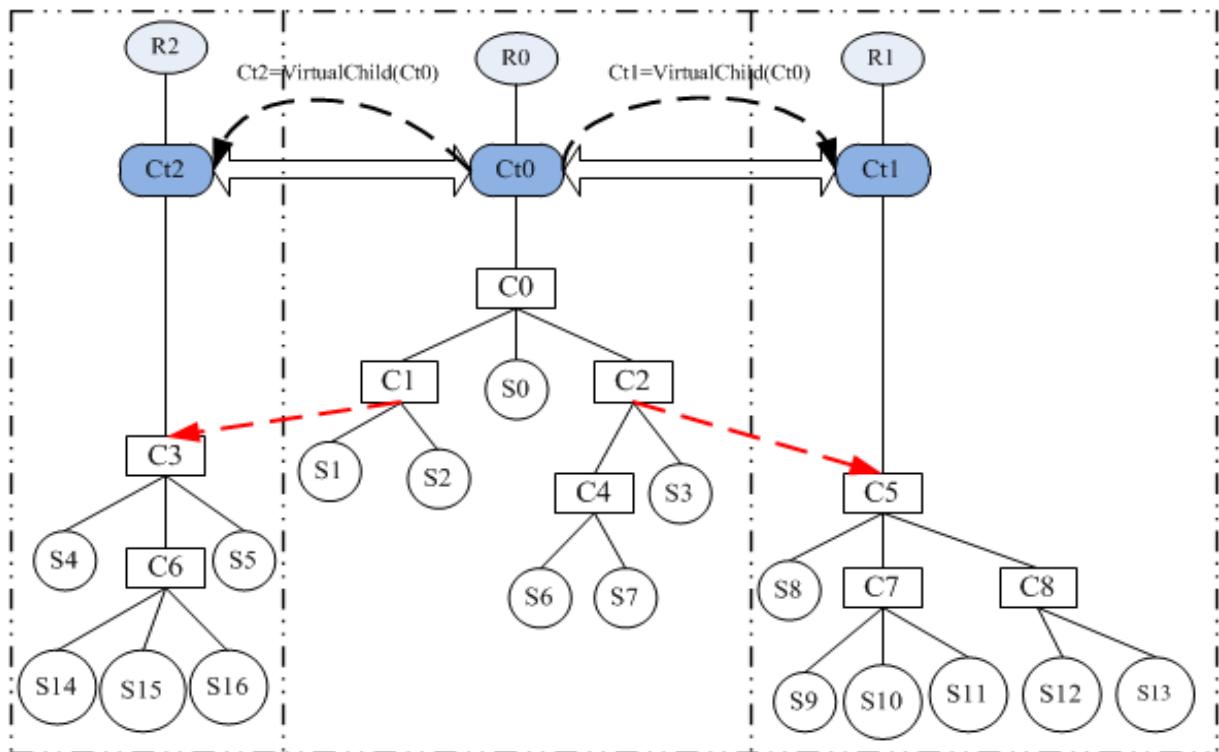 R2
R0
R1
Ct2=VirtualChild(Ct0)
Ct1=VirtualChild(Ct0)
Ct2
Ct0
Ct1
C0
C1
S0
C2
C3
S1
S2
C4
S3
C5
S4
C6
S5
S6
S7
S8
C7
C8
S14
S15
S16
S9
S10
S11
S12
S13